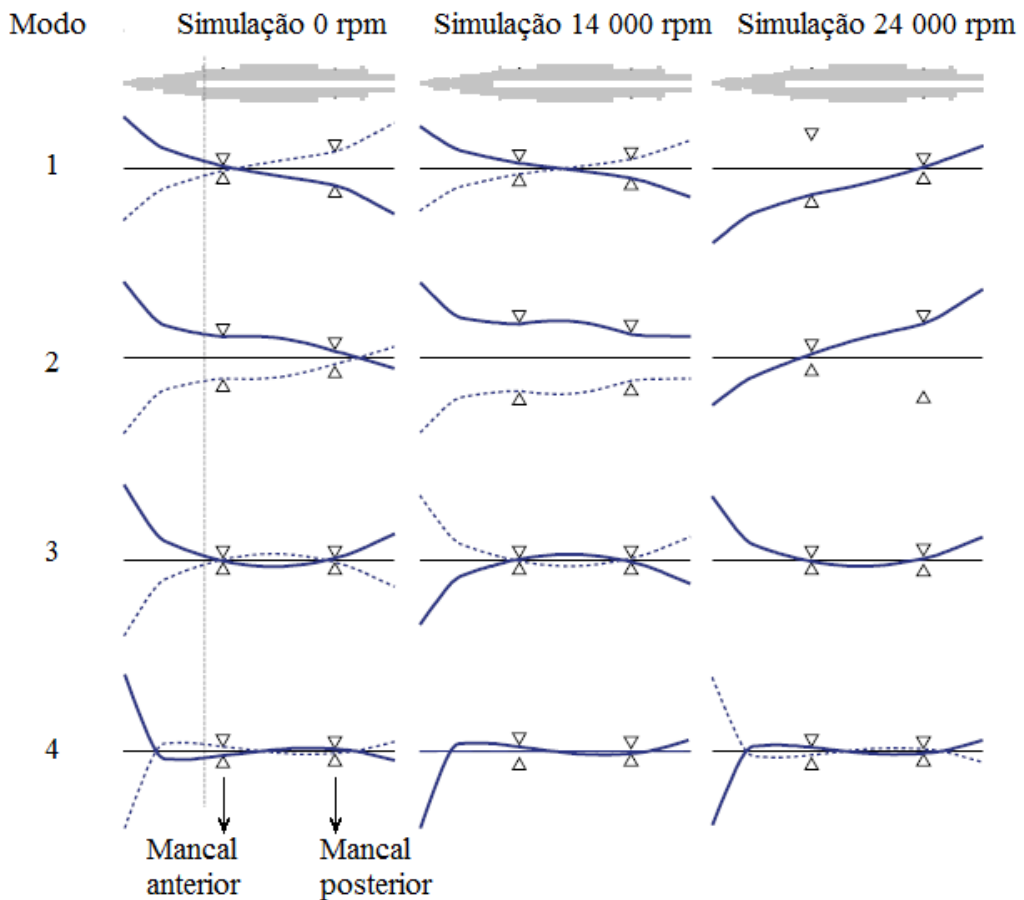 Modo Simulação 0 rpm Simulação 14 000 rpm Simulação 24 000 rpm
1
2
3
4
Mancal anterior
Mancal posterior